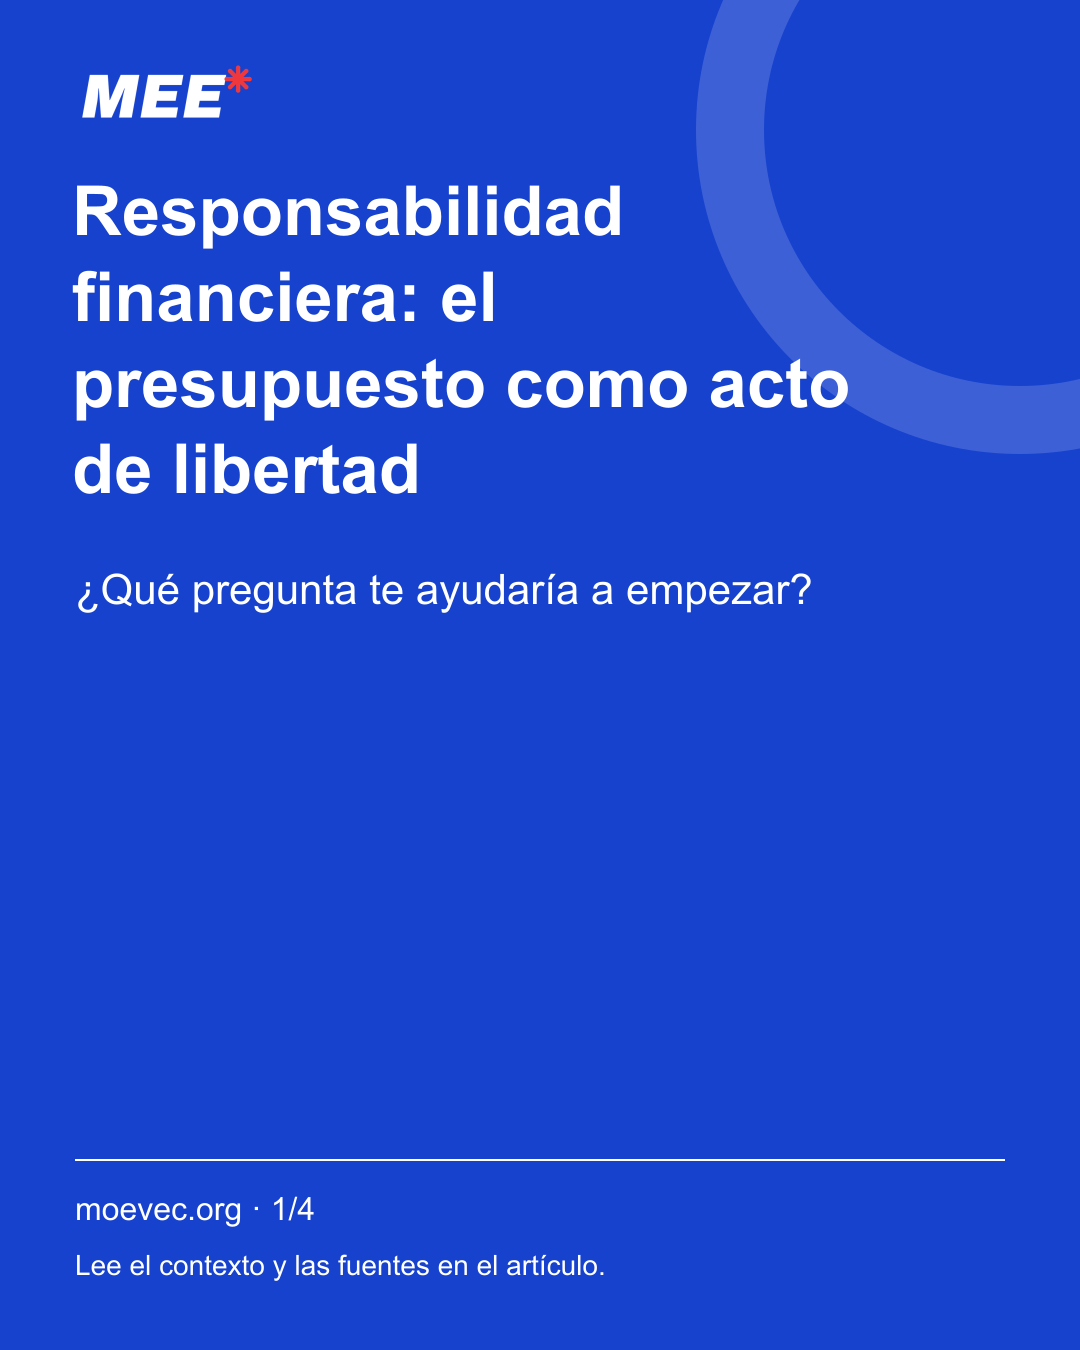 MEE*
Responsabilidad
financiera: el
presupuesto como acto
de libertad
¿Qué pregunta te ayudaría a empezar?
moevec.org · 1/4
Lee el contexto y las fuentes en el artículo.